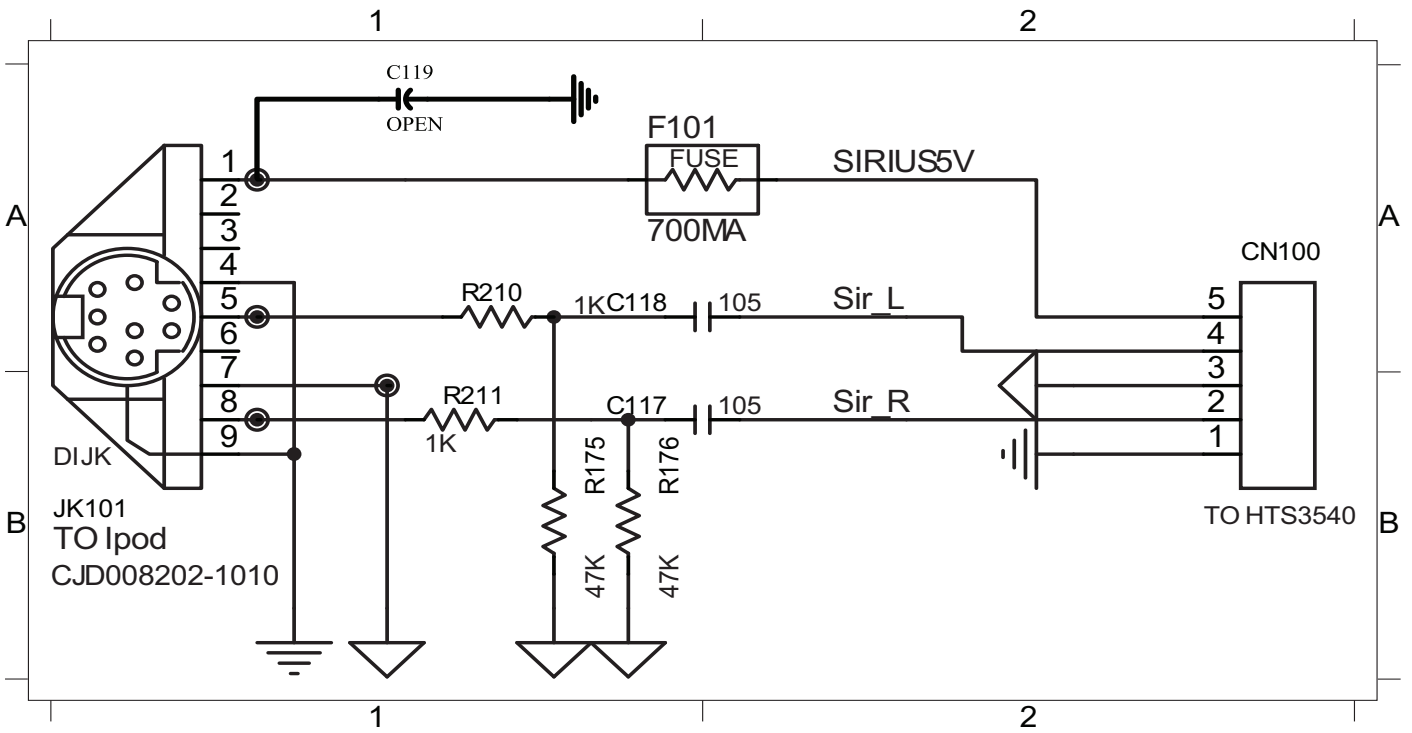 1 2
C119
OPEN
F101
FUSE
SIRIUS5V
700MA
A A
1
2
3
4
5
6
7
8
9
CN100
R210
1K C118 105 Sir_L
5
4
3
2
1
R211
1K
C117 105 Sir_R
R175
47K
R176
47K
DIJK
JK101
TO Ipod
CJD008202-1010
TO HTS3540
B B
1 2